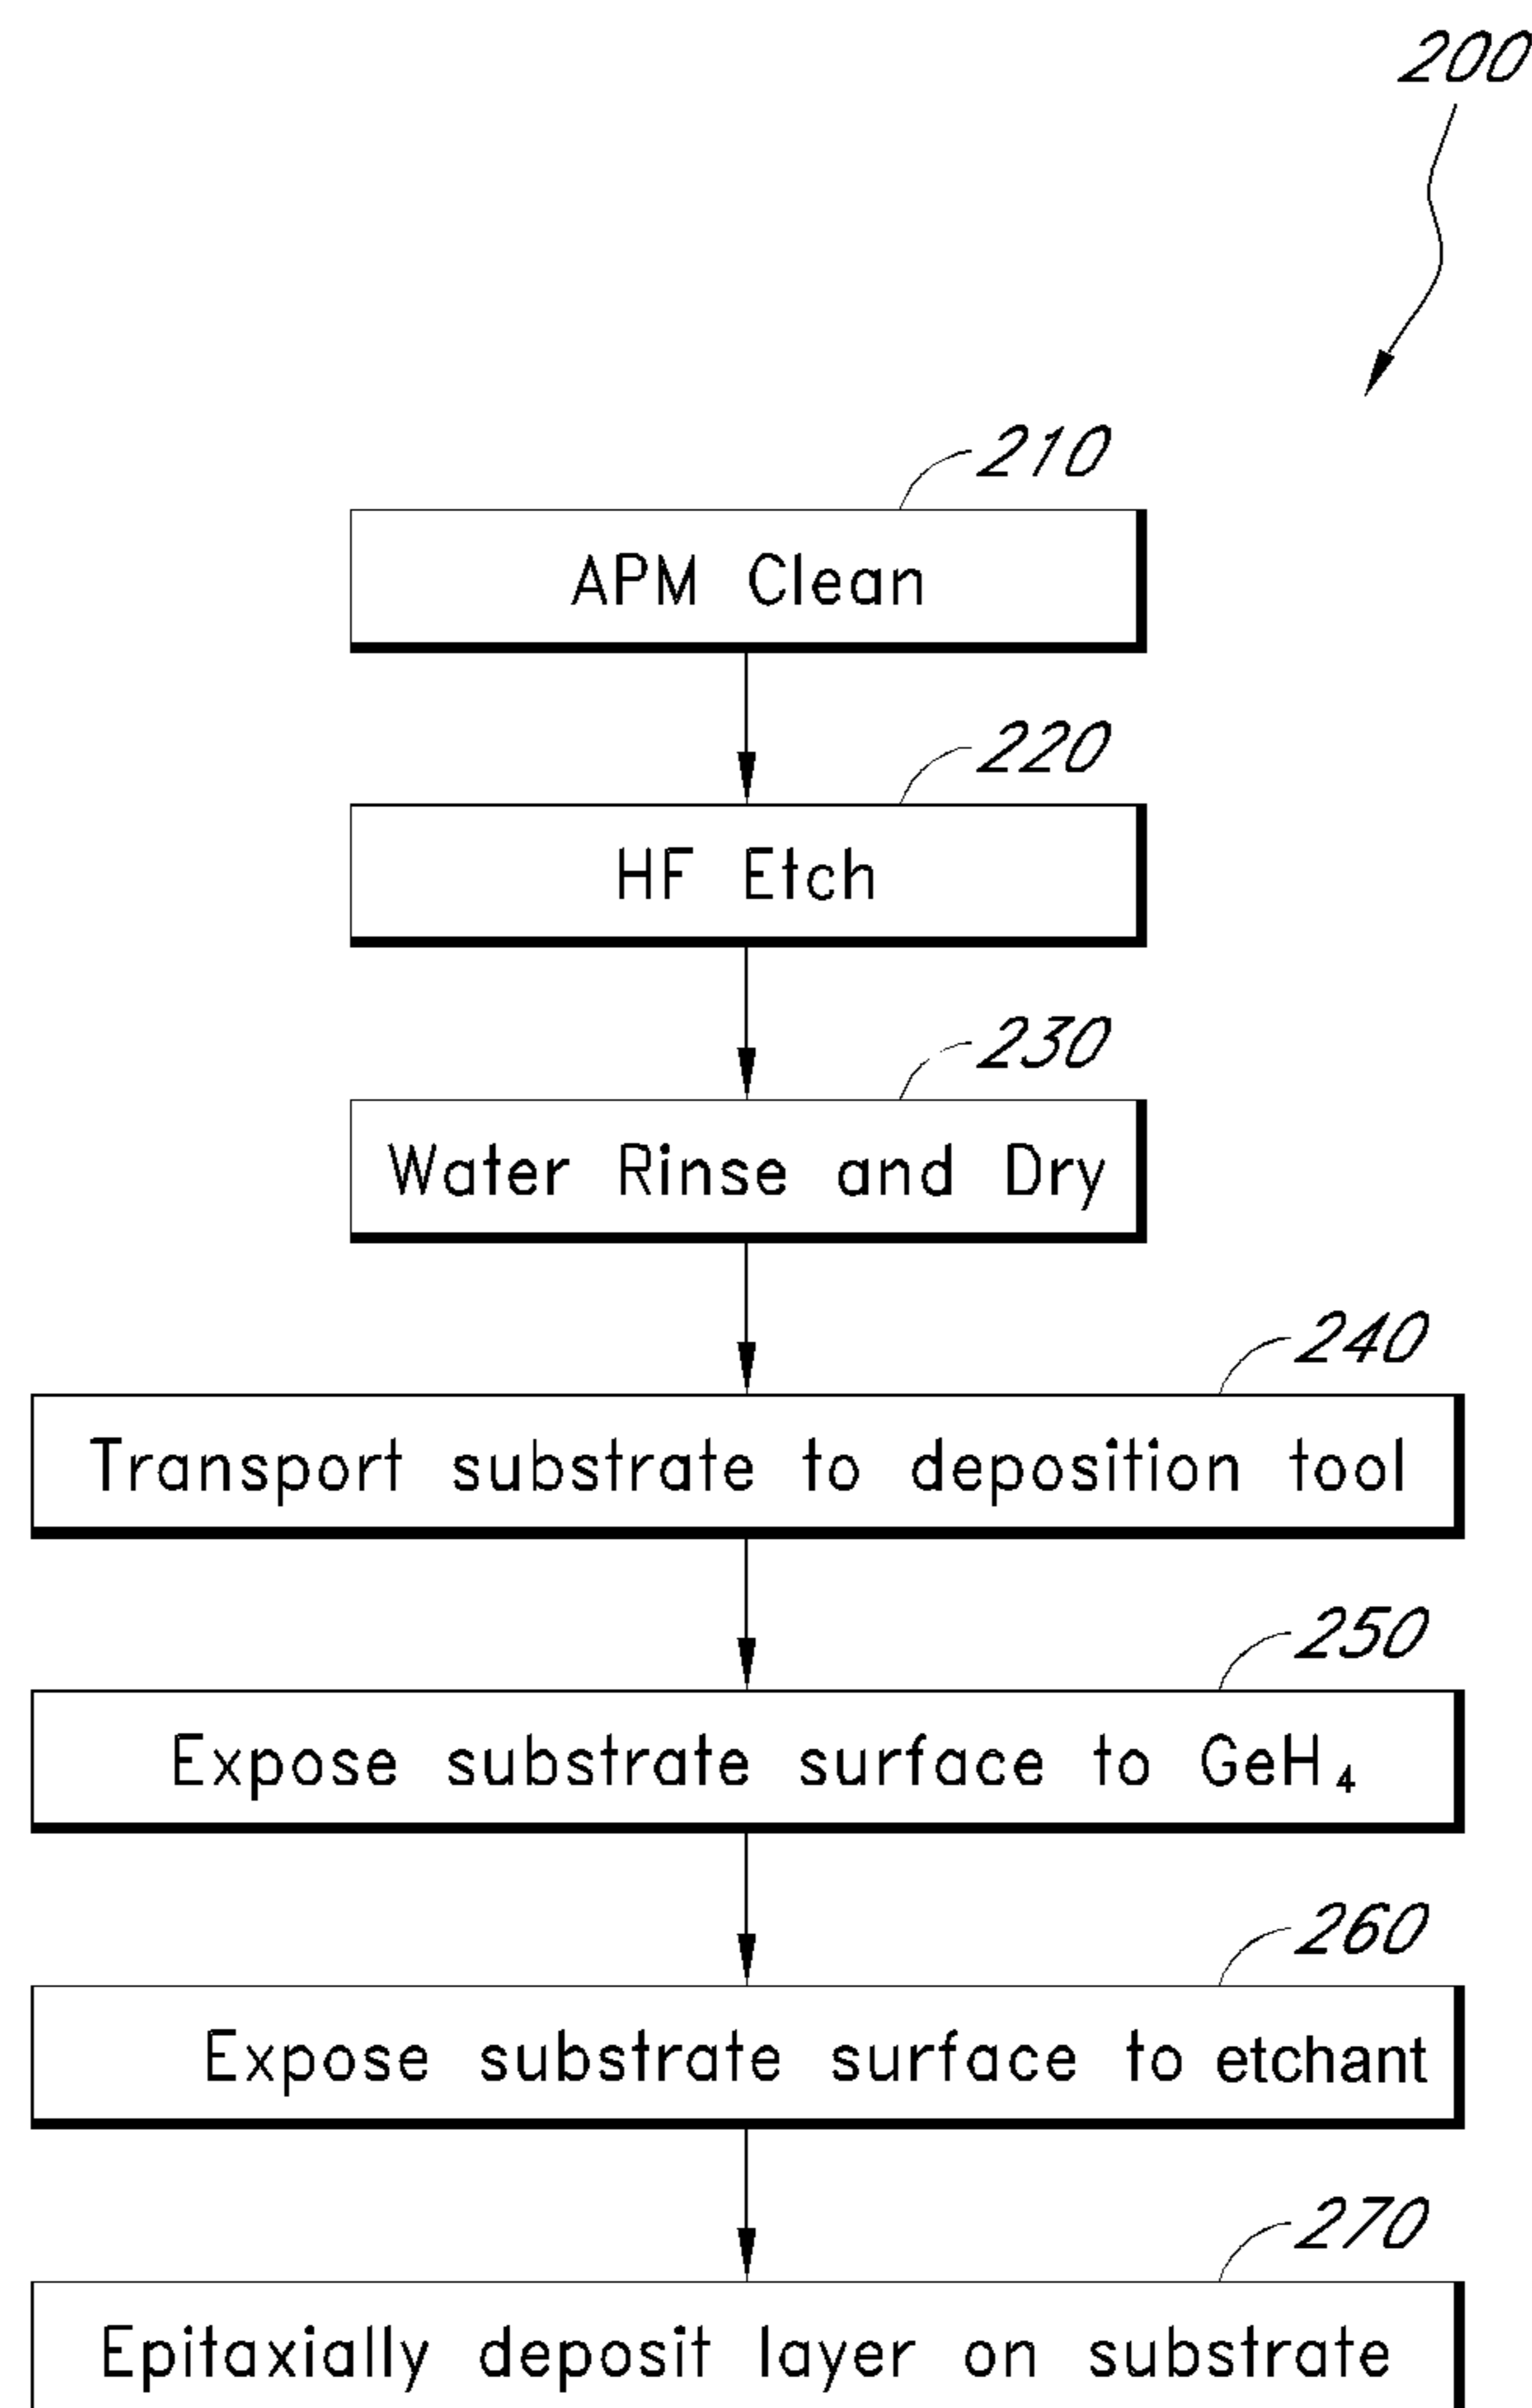 200
210
APM Clean
220
HF Etch
230
Water Rinse and Dry
240
Transport substrate to deposition tool
250
Expose substrate surface to GeH₄
260
Expose substrate surface to etchant
270
Epitaxially deposit layer on substrate